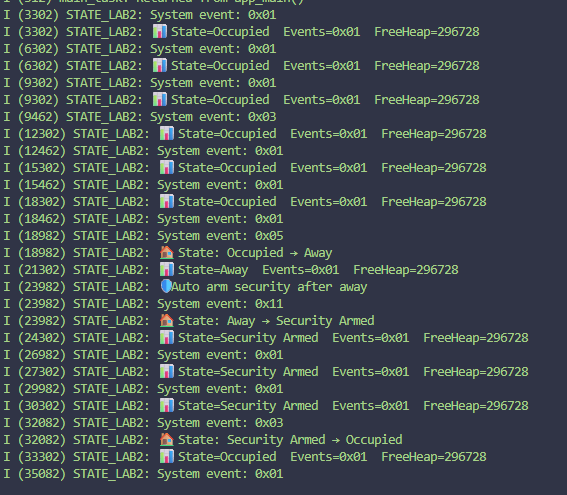 I (312) main_task: Returned from app_main()
I (3302) STATE_LAB2: System event: 0x01
I (3302) STATE_LAB2: 📊 State=Occupied  Events=0x01  FreeHeap=296728
I (6302) STATE_LAB2: System event: 0x01
I (6302) STATE_LAB2: 📊 State=Occupied  Events=0x01  FreeHeap=296728
I (9302) STATE_LAB2: System event: 0x01
I (9302) STATE_LAB2: 📊 State=Occupied  Events=0x01  FreeHeap=296728
I (9462) STATE_LAB2: System event: 0x03
I (12302) STATE_LAB2: 📊 State=Occupied  Events=0x01  FreeHeap=296728
I (12462) STATE_LAB2: System event: 0x01
I (15302) STATE_LAB2: 📊 State=Occupied  Events=0x01  FreeHeap=296728
I (15462) STATE_LAB2: System event: 0x01
I (18302) STATE_LAB2: 📊 State=Occupied  Events=0x01  FreeHeap=296728
I (18462) STATE_LAB2: System event: 0x01
I (18982) STATE_LAB2: System event: 0x05
I (18982) STATE_LAB2: 🏠 State: Occupied → Away
I (21302) STATE_LAB2: 📊 State=Away  Events=0x01  FreeHeap=296728
I (23982) STATE_LAB2: 🛡️Auto arm security after away
I (23982) STATE_LAB2: System event: 0x11
I (23982) STATE_LAB2: 🏠 State: Away → Security Armed
I (24302) STATE_LAB2: 📊 State=Security Armed  Events=0x01  FreeHeap=296728
I (26982) STATE_LAB2: System event: 0x01
I (27302) STATE_LAB2: 📊 State=Security Armed  Events=0x01  FreeHeap=296728
I (29982) STATE_LAB2: System event: 0x01
I (30302) STATE_LAB2: 📊 State=Security Armed  Events=0x01  FreeHeap=296728
I (32082) STATE_LAB2: System event: 0x03
I (32082) STATE_LAB2: 🏠 State: Security Armed → Occupied
I (33302) STATE_LAB2: 📊 State=Occupied  Events=0x01  FreeHeap=296728
I (35082) STATE_LAB2: System event: 0x01